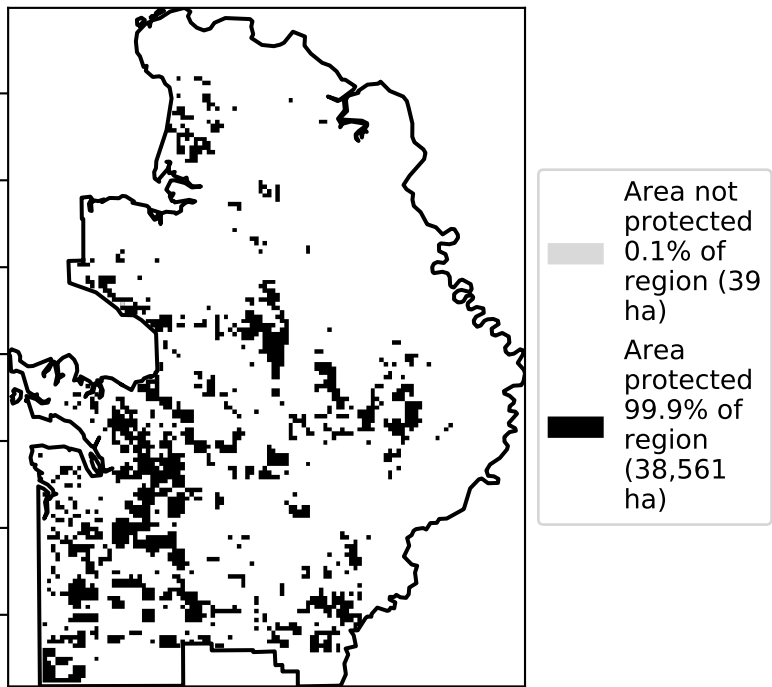 Area not
protected
0.1% of
region (39
ha)
Area
protected
99.9% of
region
(38,561
ha)